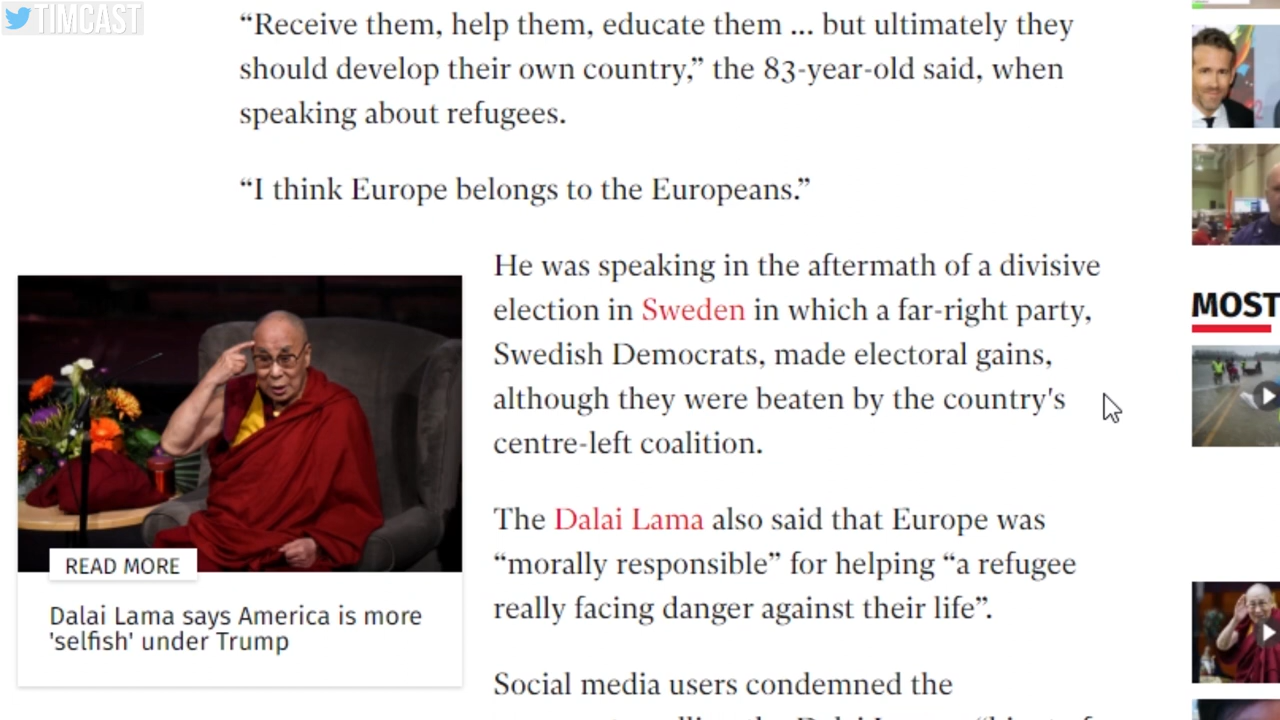 TIMCAST
“Receive them, help them, educate them ... but ultimately they
should develop their own country,” the 83-year-old said, when
speaking about refugees.
“I think Europe belongs to the Europeans.”
He was speaking in the aftermath of a divisive
election in Sweden in which a far-right party,
Swedish Democrats, made electoral gains,
although they were beaten by the country's
centre-left coalition.
READ MORE
Dalai Lama says America is more
'selfish' under Trump
The Dalai Lama also said that Europe was
“morally responsible” for helping “a refugee
really facing danger against their life”.
Social media users condemned the
MOST